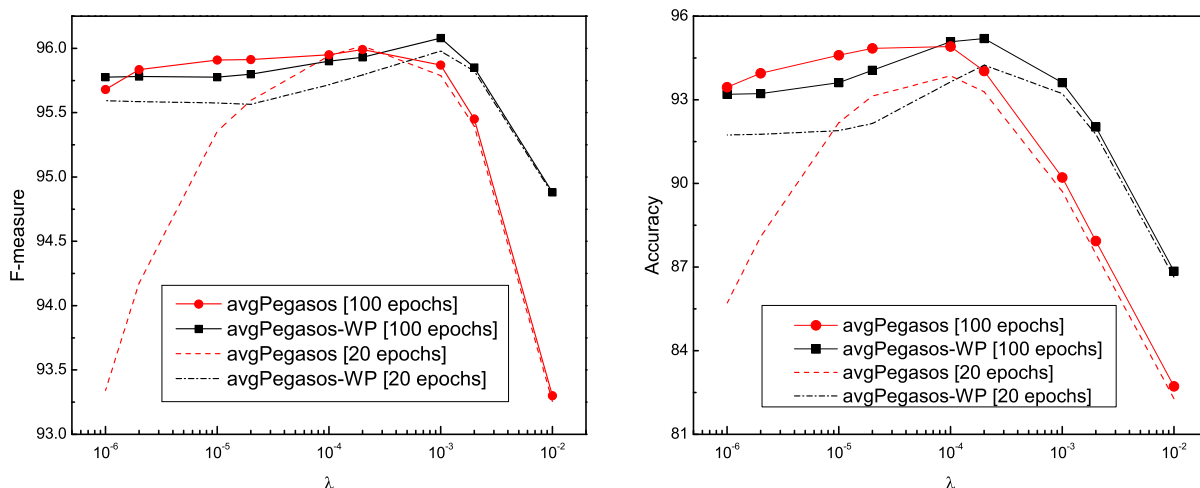 F-measure
96.0
95.5
95.0
94.5
94.0
93.5
93.0
10⁻⁶ 10⁻⁵ 10⁻⁴ 10⁻³ 10⁻²
λ
avgPegasos [100 epochs]
avgPegasos-WP [100 epochs]
avgPegasos [20 epochs]
avgPegasos-WP [20 epochs]
Accuracy
96
93
90
87
84
81
10⁻⁶ 10⁻⁵ 10⁻⁴ 10⁻³ 10⁻²
λ
avgPegasos [100 epochs]
avgPegasos-WP [100 epochs]
avgPegasos [20 epochs]
avgPegasos-WP [20 epochs]